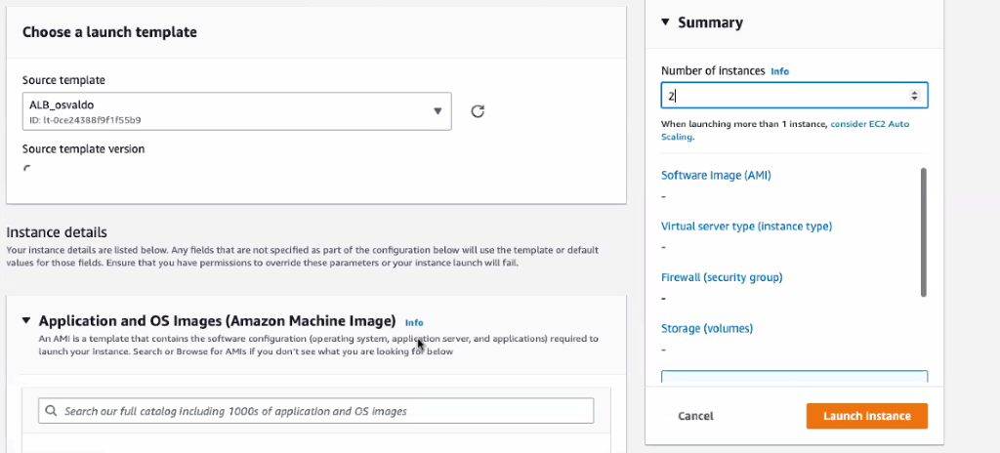 Choose a launch template
Source template
ALB_osvaldo
ID: lt-0ce24388f9f1f55b9
Source template version
Instance details
Your instance details are listed below. Any fields that are not specified as part of the configuration below will use the template or default
values for those fields. Ensure that you have permissions to override these parameters or your instance launch will fail.
Application and OS Images (Amazon Machine Image) Info
An AMI is a template that contains the software configuration (operating system, application server, and applications) required to
launch your instance. Search or Browse for AMIs if you don't see what you are looking for below
Search our full catalog including 1000s of application and OS images
Summary
Number of instances Info
2
When launching more than 1 instance, consider EC2 Auto
Scaling.
Software Image (AMI)
-
Virtual server type (instance type)
-
Firewall (security group)
-
Storage (volumes)
-
Cancel
Launch instance